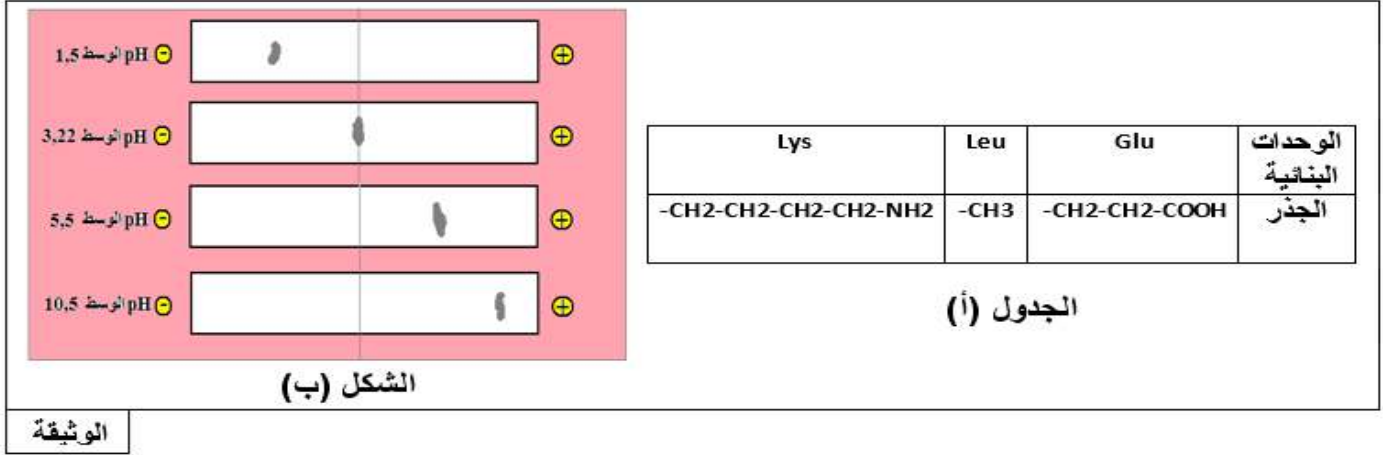 pH الوسط 1,5 - +
pH الوسط 3,22 - +
pH الوسط 5,5 - +
pH الوسط 10,5 - +
الشكل (ب)
الوحدات البنائية Glu Leu Lys
الجذر -CH2-CH2-COOH -CH3 -CH2-CH2-CH2-CH2-NH2
الجدول (أ)
الوثيقة